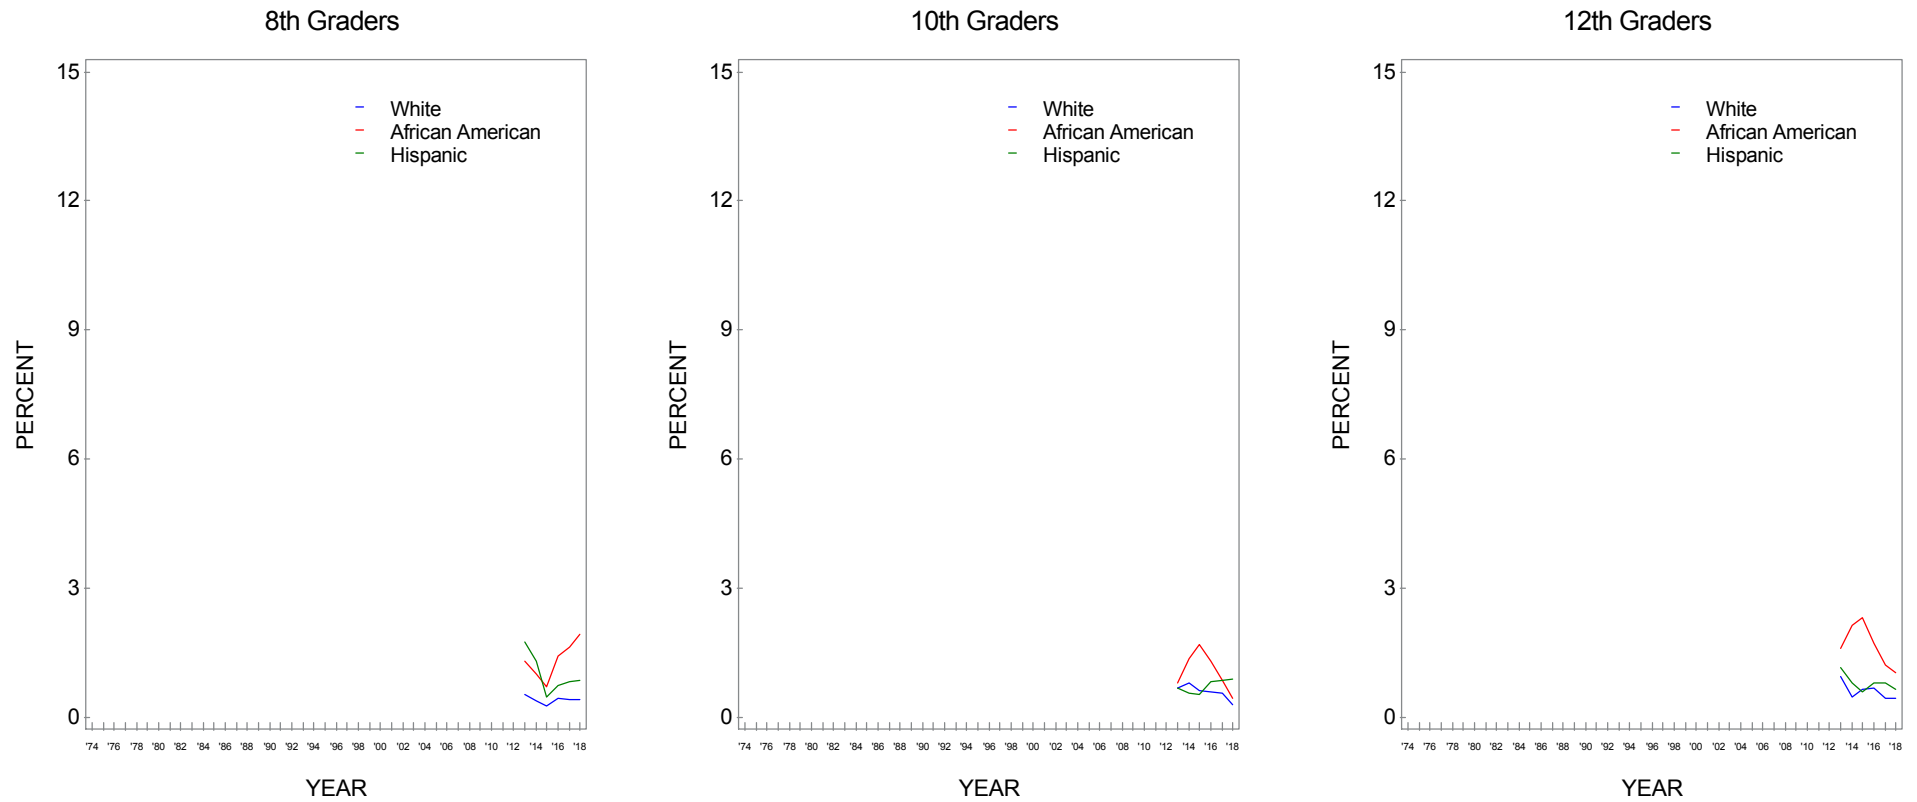 8th Graders
15
12
9
6
3
0
PERCENT
White
African American
Hispanic
'74 '76 '78 '80 '82 '84 '86 '88 '90 '92 '94 '96 '98 '00 '02 '04 '06 '08 '10 '12 '14 '16 '18
YEAR
10th Graders
15
12
9
6
3
0
PERCENT
White
African American
Hispanic
'74 '76 '78 '80 '82 '84 '86 '88 '90 '92 '94 '96 '98 '00 '02 '04 '06 '08 '10 '12 '14 '16 '18
YEAR
12th Graders
15
12
9
6
3
0
PERCENT
White
African American
Hispanic
'74 '76 '78 '80 '82 '84 '86 '88 '90 '92 '94 '96 '98 '00 '02 '04 '06 '08 '10 '12 '14 '16 '18
YEAR